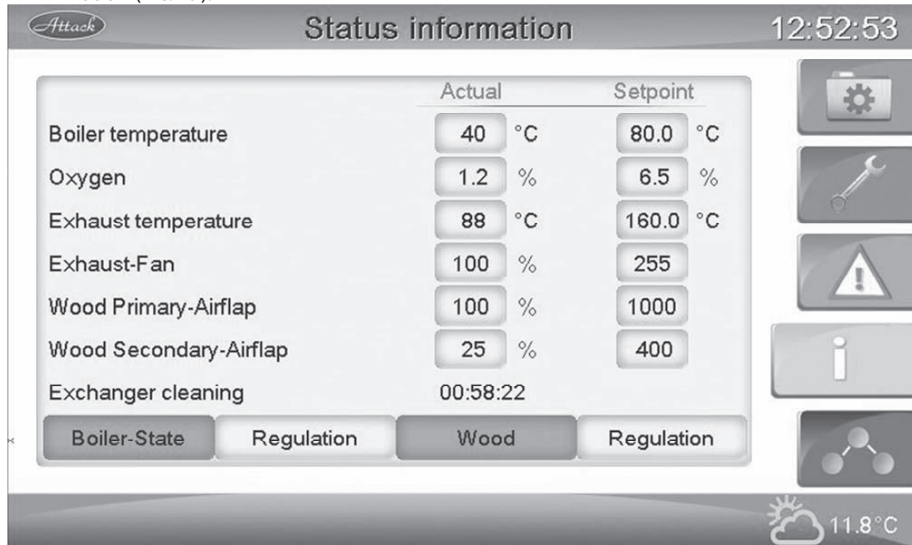 Attack Status information 12:52:53
Actual Setpoint
Boiler temperature 40 °C 80.0 °C
Oxygen 1.2 % 6.5 %
Exhaust temperature 88 °C 160.0 °C
Exhaust-Fan 100 % 255
Wood Primary-Airflap 100 % 1000
Wood Secondary-Airflap 25 % 400
Exchanger cleaning 00:58:22
Boiler-State Regulation Wood Regulation
11.8°C